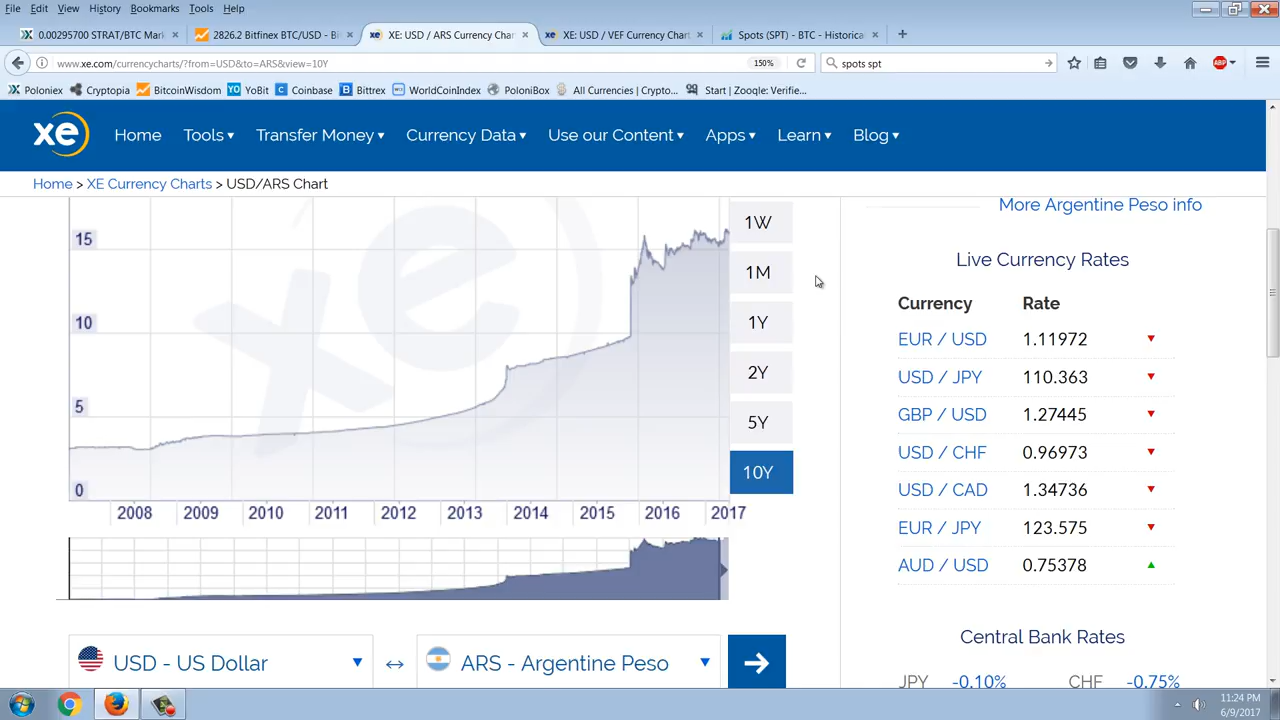 File Edit View History Bookmarks Tools Help
0.00295700 STRAT/BTC Mark × 2826.2 Bitfinex BTC/USD - Bi × XE: USD / ARS Currency Char × XE: USD / VEF Currency Chart × Spots (SPT) - BTC - Historica × +
www.xe.com/currencycharts/?from=USD&to=ARS&view=10Y 150% spots spt ABP
Poloniex Cryptopia BitcoinWisdom YoBit Coinbase Bittrex WorldCoinIndex PoloniBox All Currencies | Crypto... Start | Zooqle: Verifie...
xe Home Tools Transfer Money Currency Data Use our Content Apps Learn Blog
Home > XE Currency Charts > USD/ARS Chart
xe
15
10
5
0
2008 2009 2010 2011 2012 2013 2014 2015 2016 2017
1W
1M
1Y
2Y
5Y
10Y
USD - US Dollar ↔ ARS - Argentine Peso →
More Argentine Peso info
Live Currency Rates
Currency Rate
EUR / USD 1.11972 ▼
USD / JPY 110.363 ▼
GBP / USD 1.27445 ▼
USD / CHF 0.96973 ▼
USD / CAD 1.34736 ▼
EUR / JPY 123.575 ▼
AUD / USD 0.75378 ▲
Central Bank Rates
JPY -0.10% CHF -0.75%
11:24 PM
6/9/2017